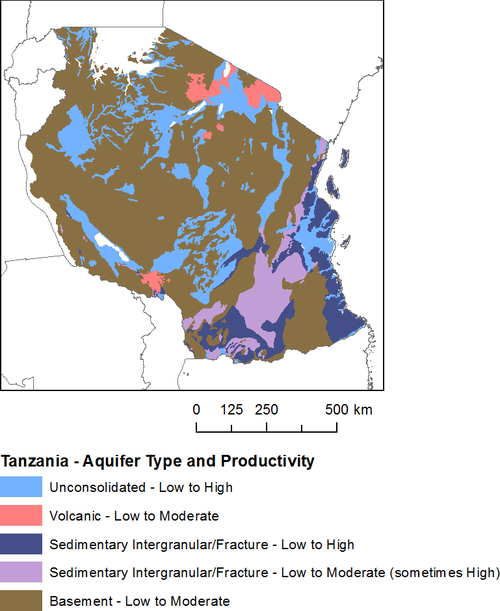 0 125 250 500 km
Tanzania - Aquifer Type and Productivity
Unconsolidated - Low to High
Volcanic - Low to Moderate
Sedimentary Intergranular/Fracture - Low to High
Sedimentary Intergranular/Fracture - Low to Moderate (sometimes High)
Basement - Low to Moderate